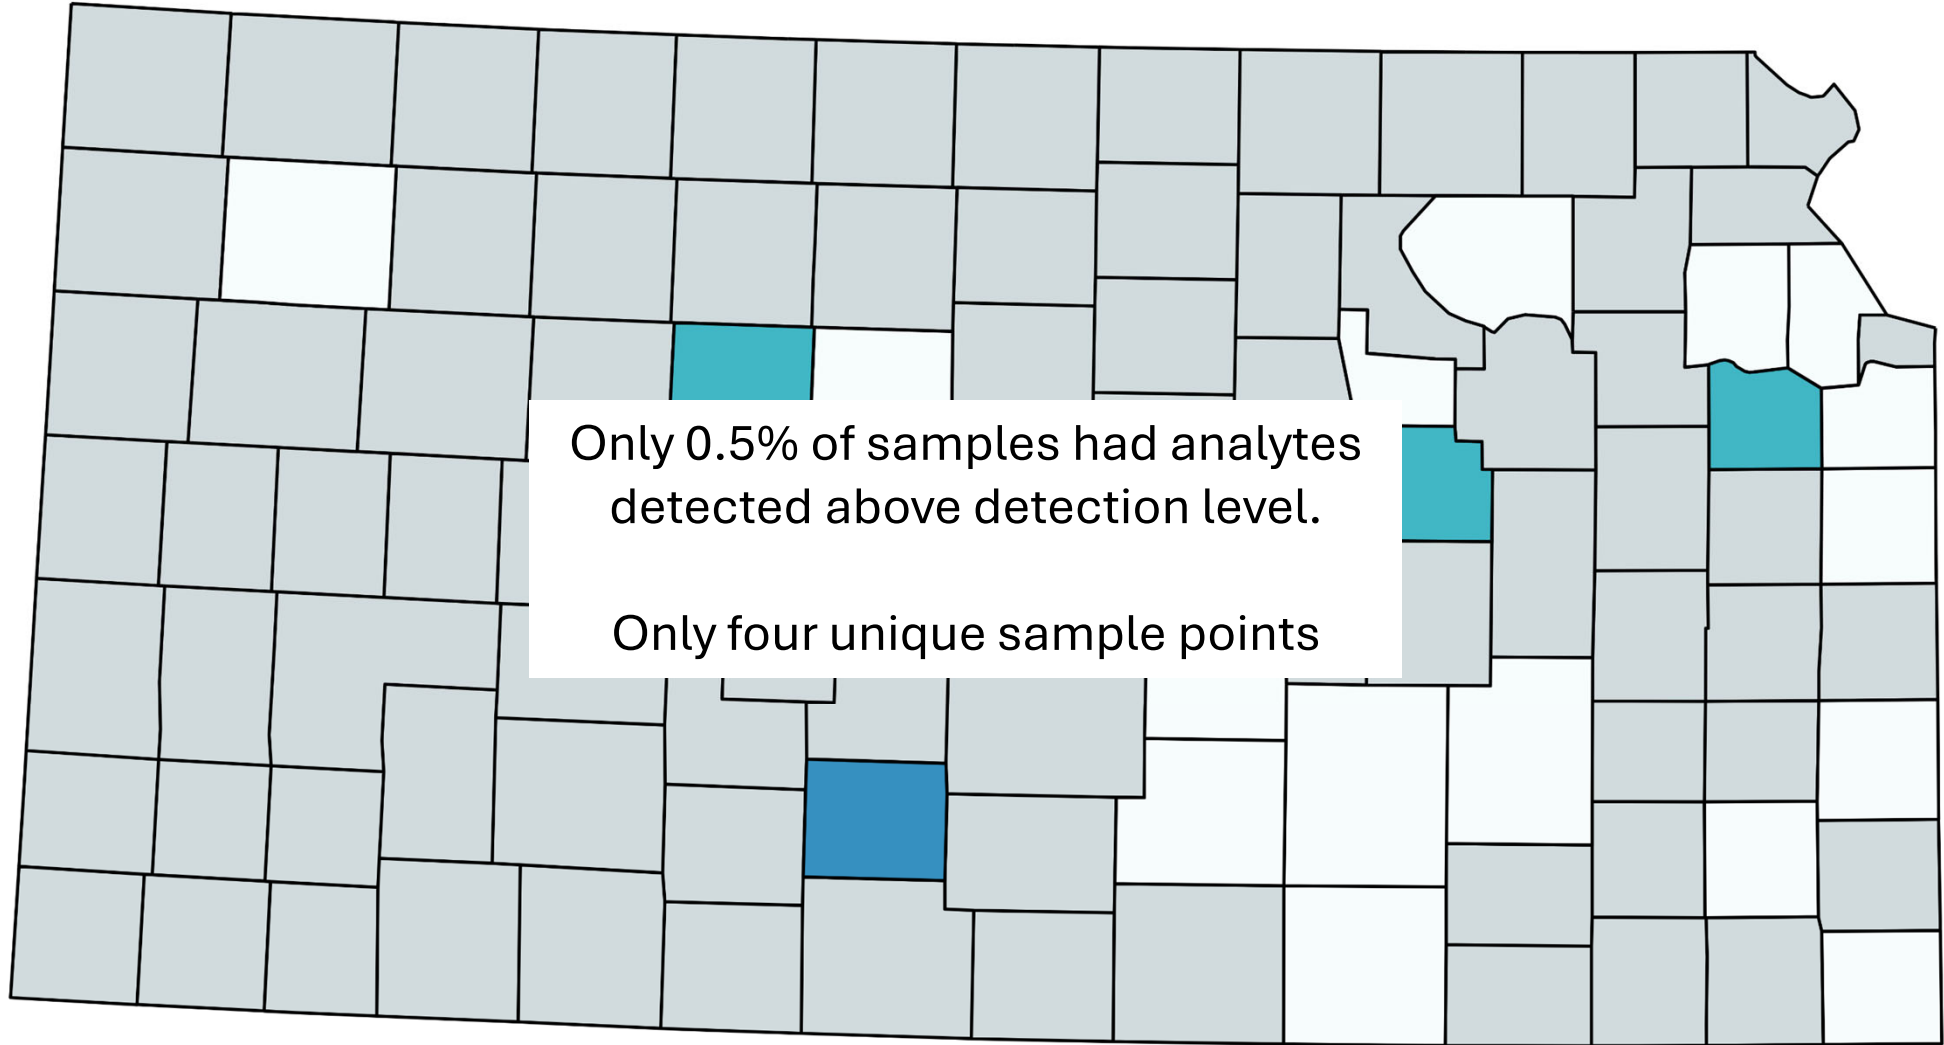 Only 0.5% of samples had analytes
detected above detection level.
Only four unique sample points